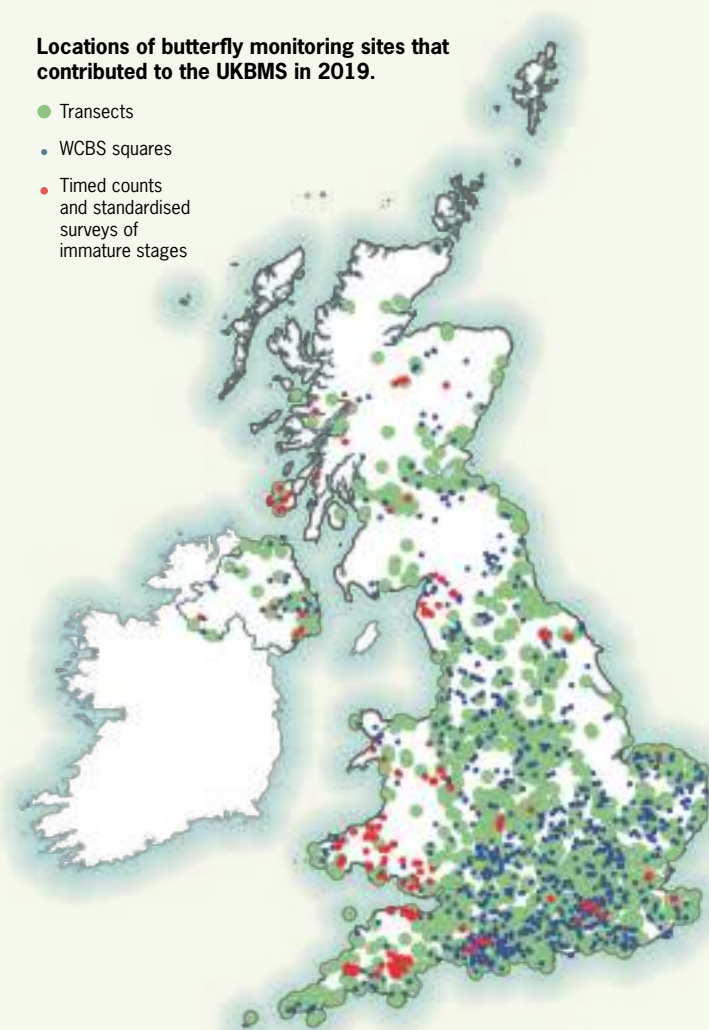 Locations of butterfly monitoring sites that
contributed to the UKBMS in 2019.
Transects
WCBS squares
Timed counts
and standardised
surveys of
immature stages